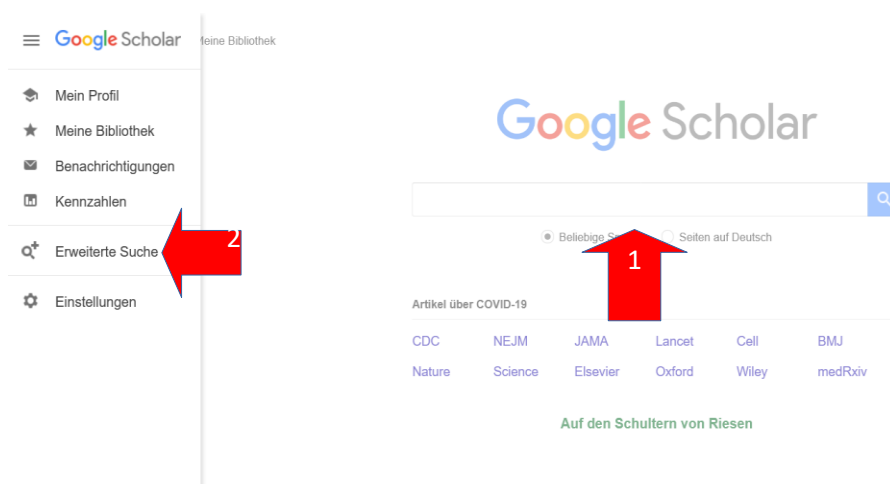 Google Scholar
Meine Bibliothek
Mein Profil
Meine Bibliothek
Benachrichtigungen
Kennzahlen
Erweiterte Suche
2
Einstellungen
Google Scholar
Beliebige Seiten auf Deutsch
1
Artikel über COVID-19
CDC NEJM JAMA Lancet Cell BMJ
Nature Science Elsevier Oxford Wiley medRxiv
Auf den Schultern von Riesen